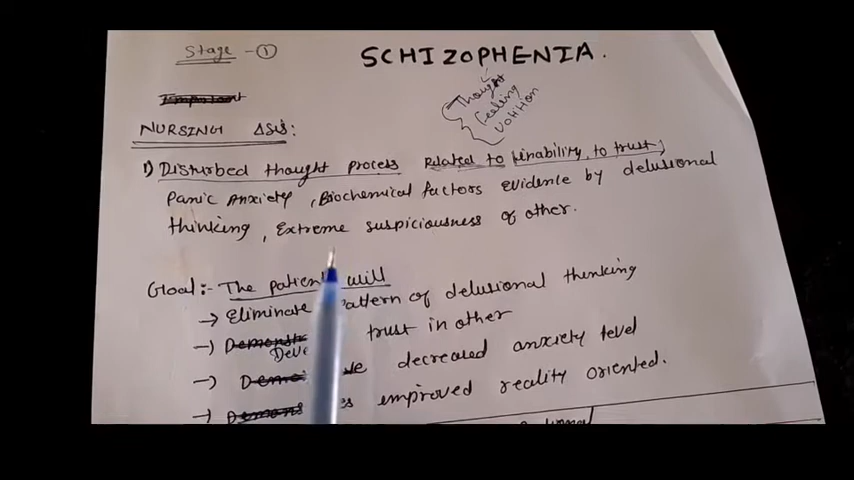 Stage - ①
SCHIZOPHENIA.
Important
Thought
feeling
Volition
NURSING Δsis:
1) Disturbed thought process Related to inability to trust,
Panic Anxiety, Biochemical factors evidence by delusional
thinking, Extreme suspiciousness of other.
Goal:- The patient will
→ Eliminate pattern of delusional thinking
→ trust in other
→ decreased anxiety level
→ improved reality oriented.